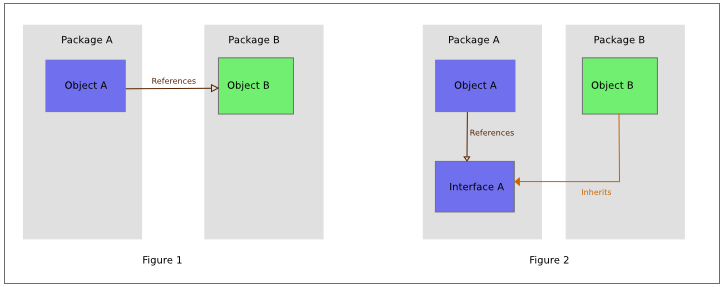 Package A
Package B
Object A
References
Object B
Figure 1
Package A
Package B
Object A
Object B
References
Interface A
Inherits
Figure 2